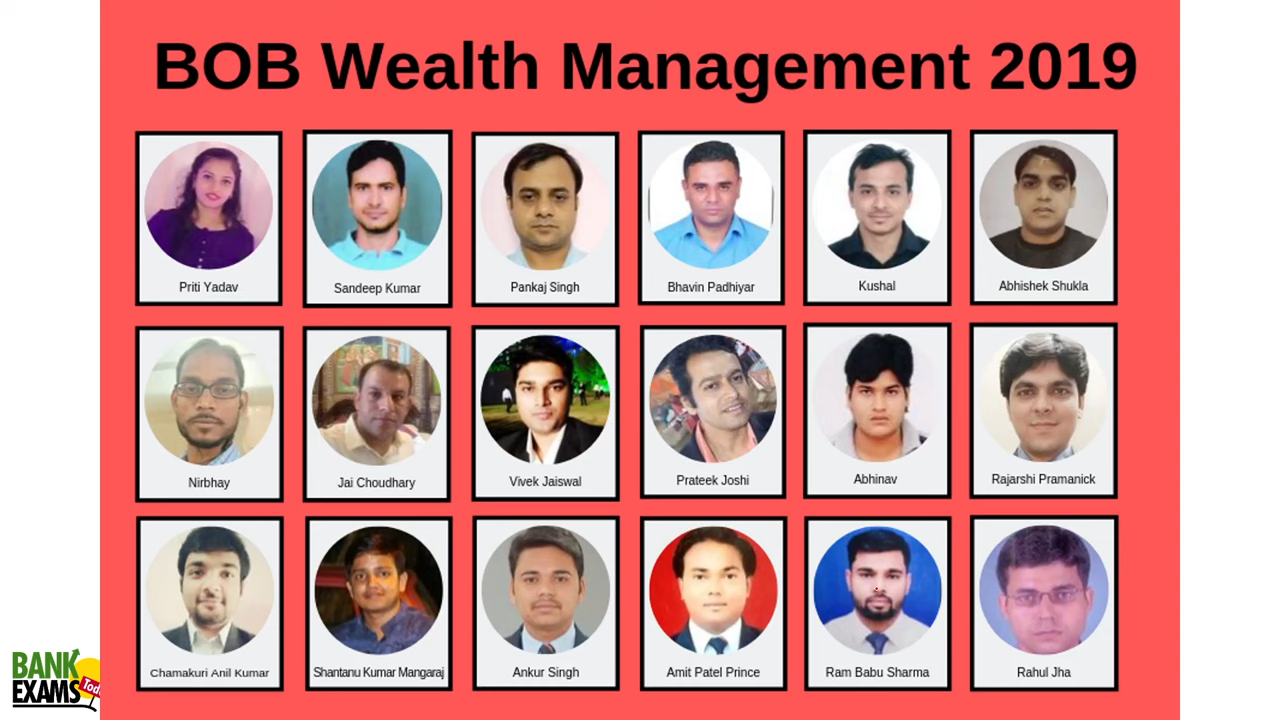 BOB Wealth Management 2019
Priti Yadav
Sandeep Kumar
Pankaj Singh
Bhavin Padhiyar
Kushal
Abhishek Shukla
Nirbhay
Jai Choudhary
Vivek Jaiswal
Prateek Joshi
Abhinav
Rajarshi Pramanick
Chamakuri Anil Kumar
Shantanu Kumar Mangaraj
Ankur Singh
Amit Patel Prince
Ram Babu Sharma
Rahul Jha
BANK
EXAMS